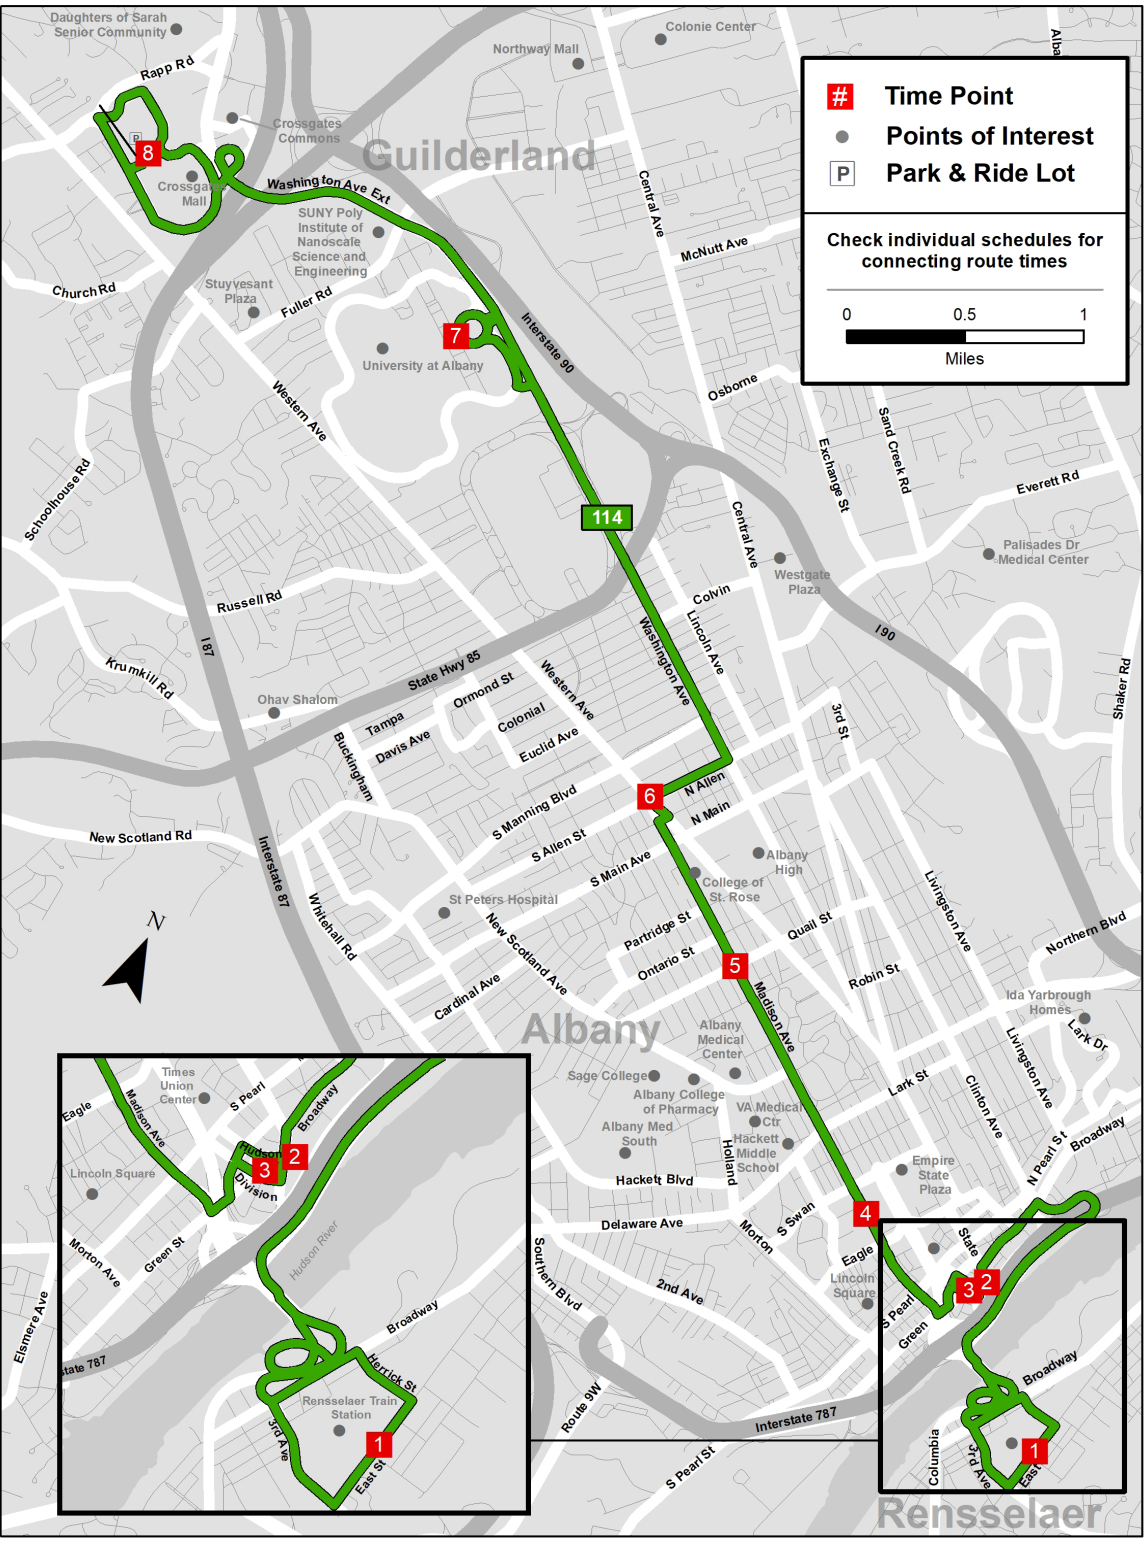 Daughters of Sarah
Senior Community
Rapp Rd
Northway Mall
Colonie Center
Crossgates
Commons
Guilderland
P
8
Crossgates
Mall
Washington Ave Ext
SUNY Poly
Institute of
Nanoscale
Science and
Engineering
Central Ave
McNutt Ave
#
Time Point
Points of Interest
P
Park & Ride Lot
Check individual schedules for
connecting route times
0
0.5
1
Miles
Church Rd
Stuyvesant
Plaza
Fuller Rd
7
University at Albany
Interstate 90
Western Ave
Osborne
Exchange St
Sand Creek Rd
Everett Rd
Schoolhouse Rd
114
Central Ave
Palisades Dr
Medical Center
Westgate
Plaza
Colvin
Lincoln Ave
Washington Ave
Russell Rd
I87
I90
Krumkill Rd
State Hwy 85
Ohav Shalom
Ormond St
Tampa
Colonial
Davis Ave
Euclid Ave
Western Ave
Buckingham
3rd St
Shaker Rd
6
N Allen
N Main
S Manning Blvd
S Allen St
S Main Ave
New Scotland Rd
Interstate 87
Albany
High
College of
St. Rose
St Peters Hospital
Whitehall Rd
New Scotland Ave
Partridge St
Ontario St
Quail St
Livingston Ave
Northern Blvd
N
5
Cardinal Ave
Madison Ave
Robin St
Albany
Ida Yarbrough
Homes
Lark Dr
Livingston Ave
Albany
Medical
Center
Sage College
Albany College
of Pharmacy
Lark St
Clinton Ave
VA Medical
Ctr
Albany Med
South
Hackett
Middle
School
Holland
Hackett Blvd
Broadway
N Pearl St
Empire
State
Plaza
Delaware Ave
Morton
S Swan
4
Eagle
State
Southern Blvd
2nd Ave
Lincoln
Square
S Pearl
Green
3
2
Broadway
Route 9W
Interstate 787
S Pearl St
Columbia
3rd Ave
1
East
Rensselaer
Times
Union
Center
Eagle
Madison Ave
S Pearl
Broadway
Hudson
2
3
Division
Lincoln Square
Morton Ave
Green St
Hudson River
Elsmere Ave
state 787
Broadway
Herrick St
Rensselaer Train
Station
3rd Ave
1
East St